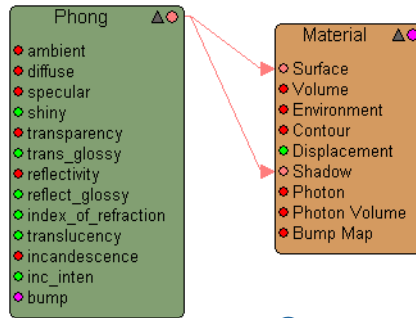 Phong
ambient
diffuse
specular
shiny
transparency
trans_glossy
reflectivity
reflect_glossy
index_of_refraction
translucency
incandescence
inc_inten
bump
Material
Surface
Volume
Environment
Contour
Displacement
Shadow
Photon
Photon Volume
Bump Map